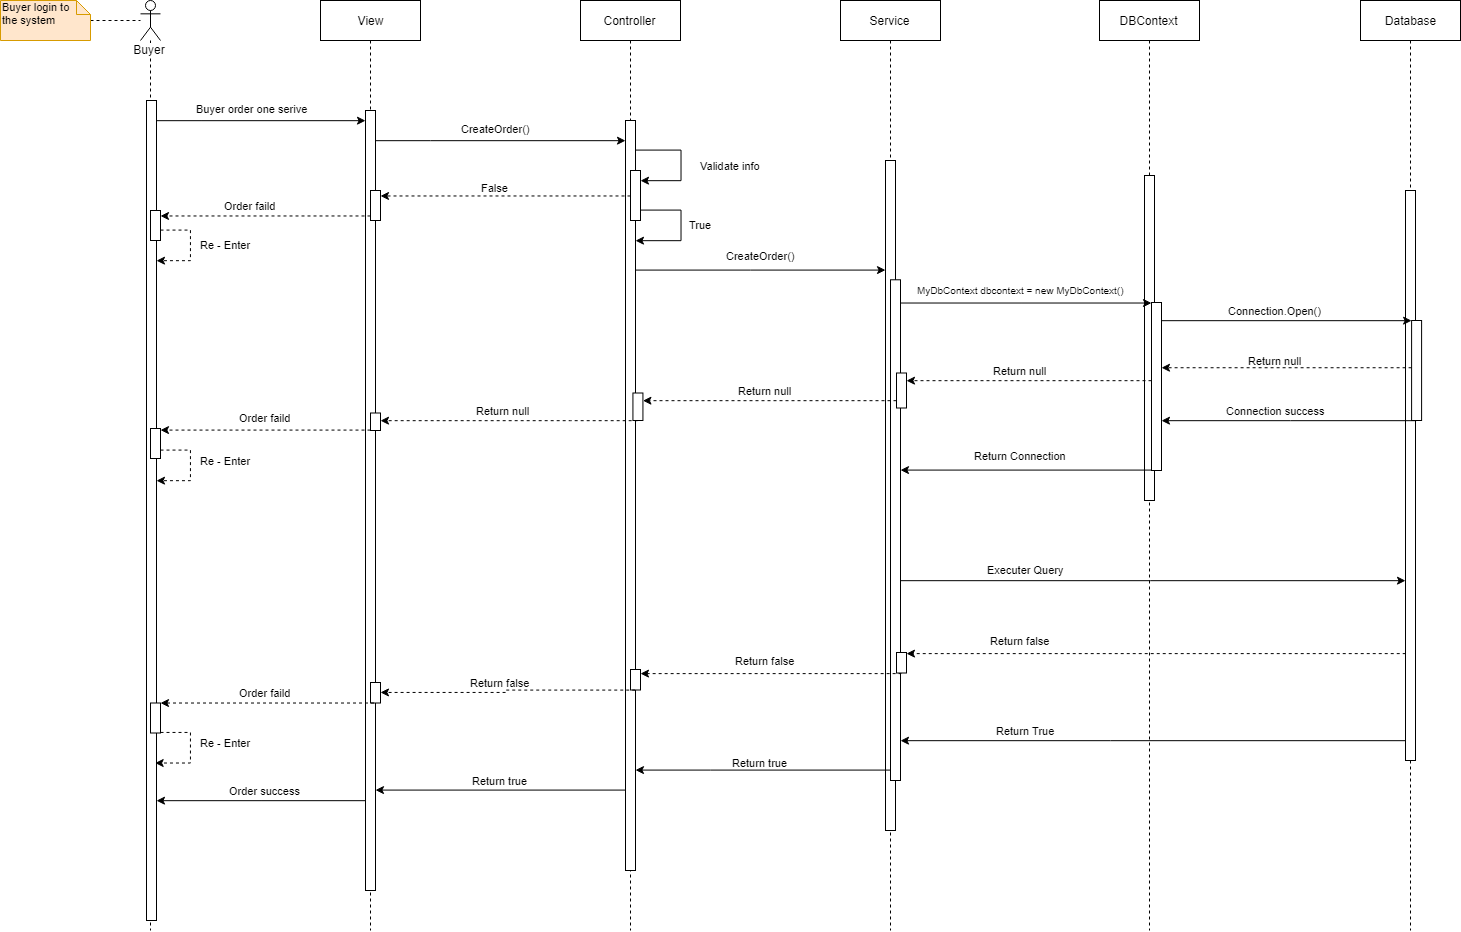 Buyer login to
the system
Buyer
View
Controller
Service
DBContext
Database
Buyer order one serive
CreateOrder()
Validate info
False
Order faild
True
Re - Enter
CreateOrder()
MyDbContext dbcontext = new MyDbContext()
Connection.Open()
Return null
Return null
Return null
Return null
Order faild
Connection success
Return Connection
Re - Enter
Executer Query
Return false
Return false
Return false
Order faild
Return True
Re - Enter
Return true
Return true
Order success